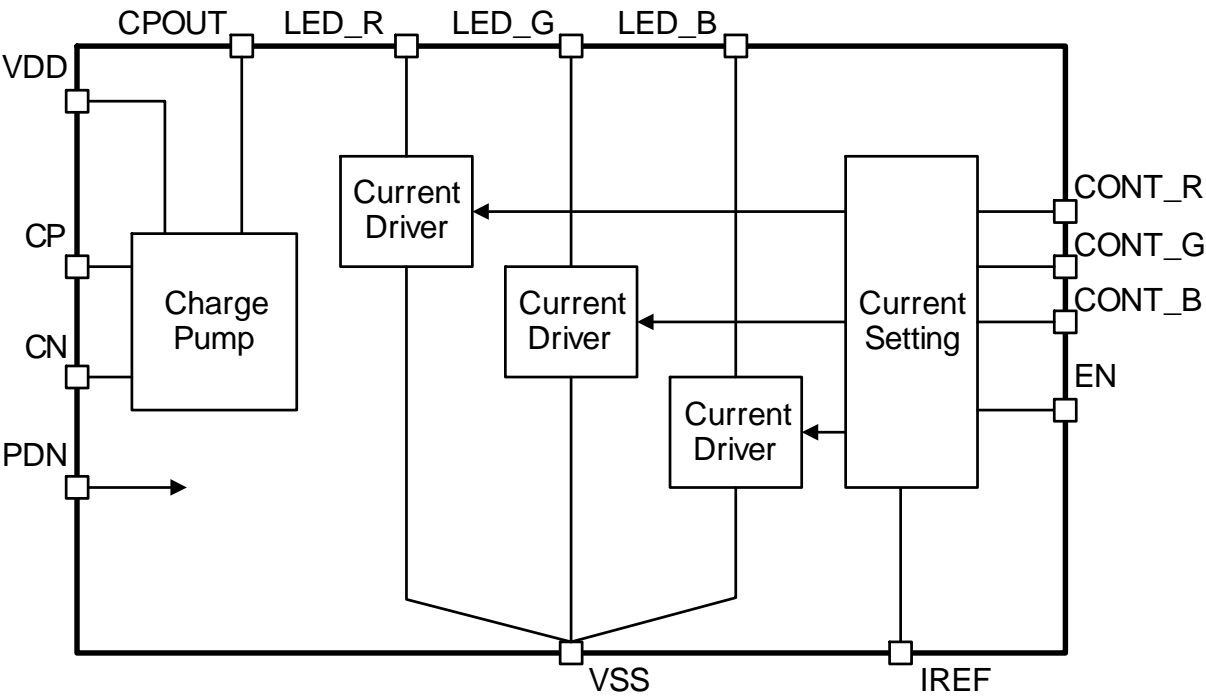 CPOUT
LED_R
LED_G
LED_B
VDD
CP
CN
PDN
Charge
Pump
Current
Driver
Current
Driver
Current
Driver
Current
Setting
CONT_R
CONT_G
CONT_B
EN
VSS
IREF